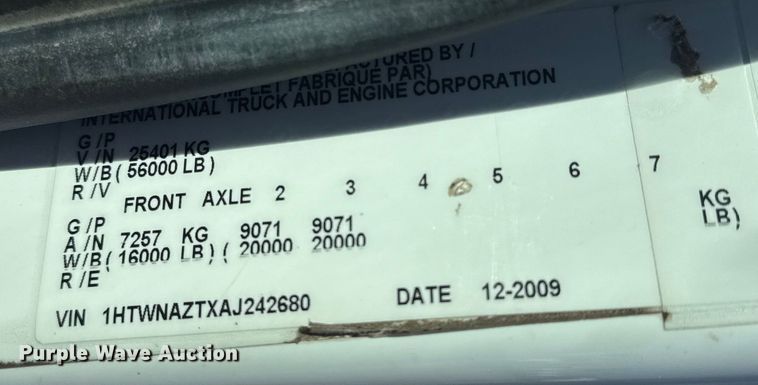 ACTURED BY /
COMPLET FABRIQUE PAR)
INTERNATIONAL TRUCK AND ENGINE CORPORATION
G /P
V /N 25401 KG
W/B ( 56000 LB )
R /V
FRONT AXLE 2 3 4 5 6 7
G /P
A /N 7257 KG 9071 9071 KG
W/B ( 16000 LB ) ( 20000 20000 LB)
R /E
VIN 1HTWNAZTXAJ242680 DATE 12-2009
Purple Wave Auction